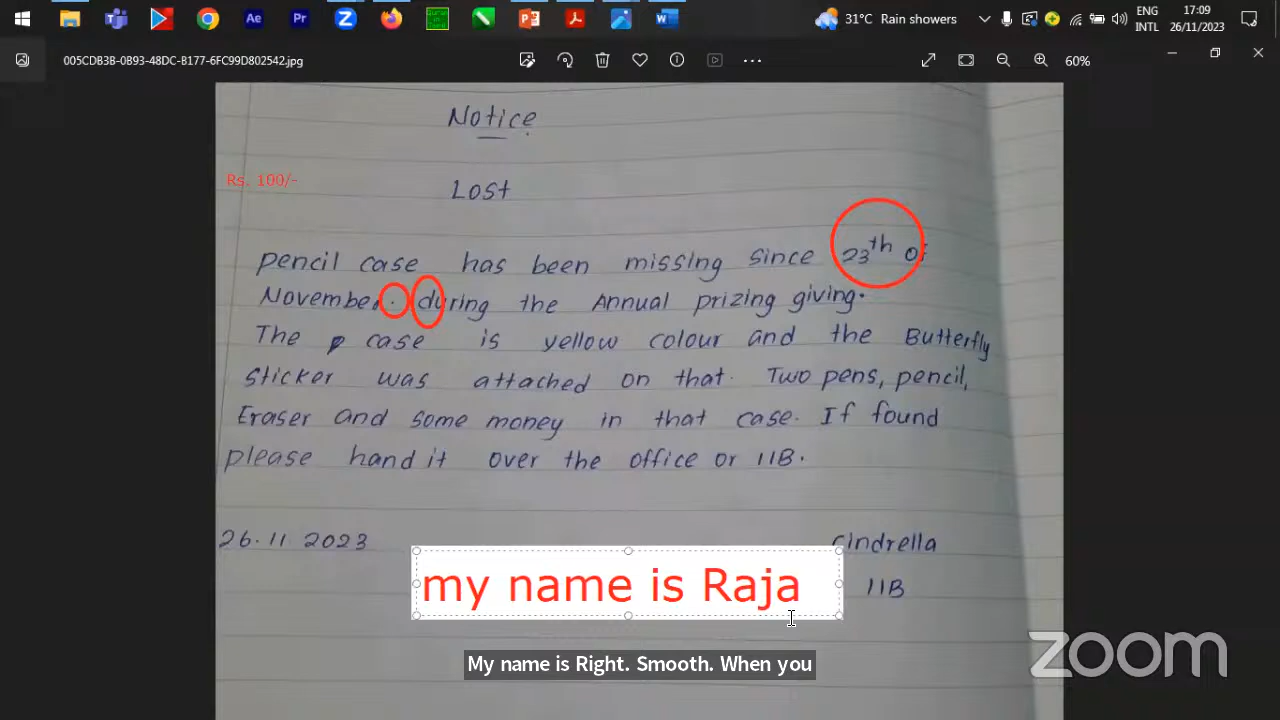 31°C Rain showers
ENG
INTL
17:09
26/11/2023
005CDB3B-0B93-48DC-B177-6FC99D802542.jpg
60%
Notice
Rs. 100/-
Lost
pencil case has been missing since 23th of
November. during the Annual prizing giving.
The case is yellow colour and the Butterfly
sticker was attached on that. Two pens, pencil,
Eraser and some money in that case. If found
please hand it over the office or 11B.
26.11 2023
Cindrella
my name is Raja
11B
My name is Right. Smooth. When you
zoom